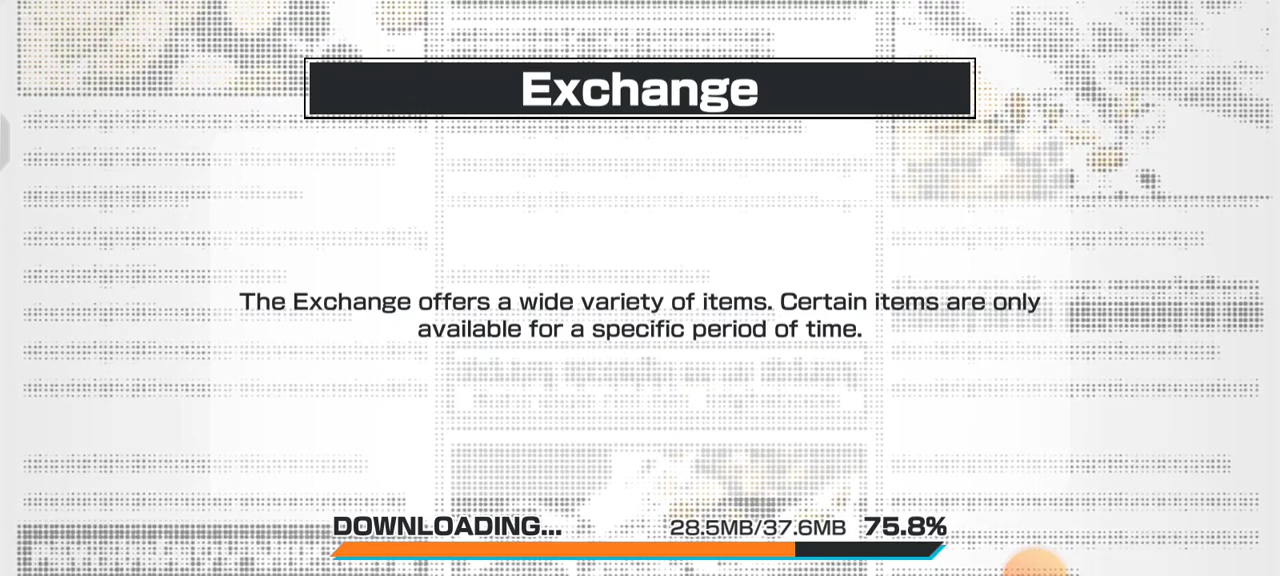 Exchange
The Exchange offers a wide variety of items. Certain items are only
available for a specific period of time.
DOWNLOADING... 28.5MB/37.6MB 75.8%